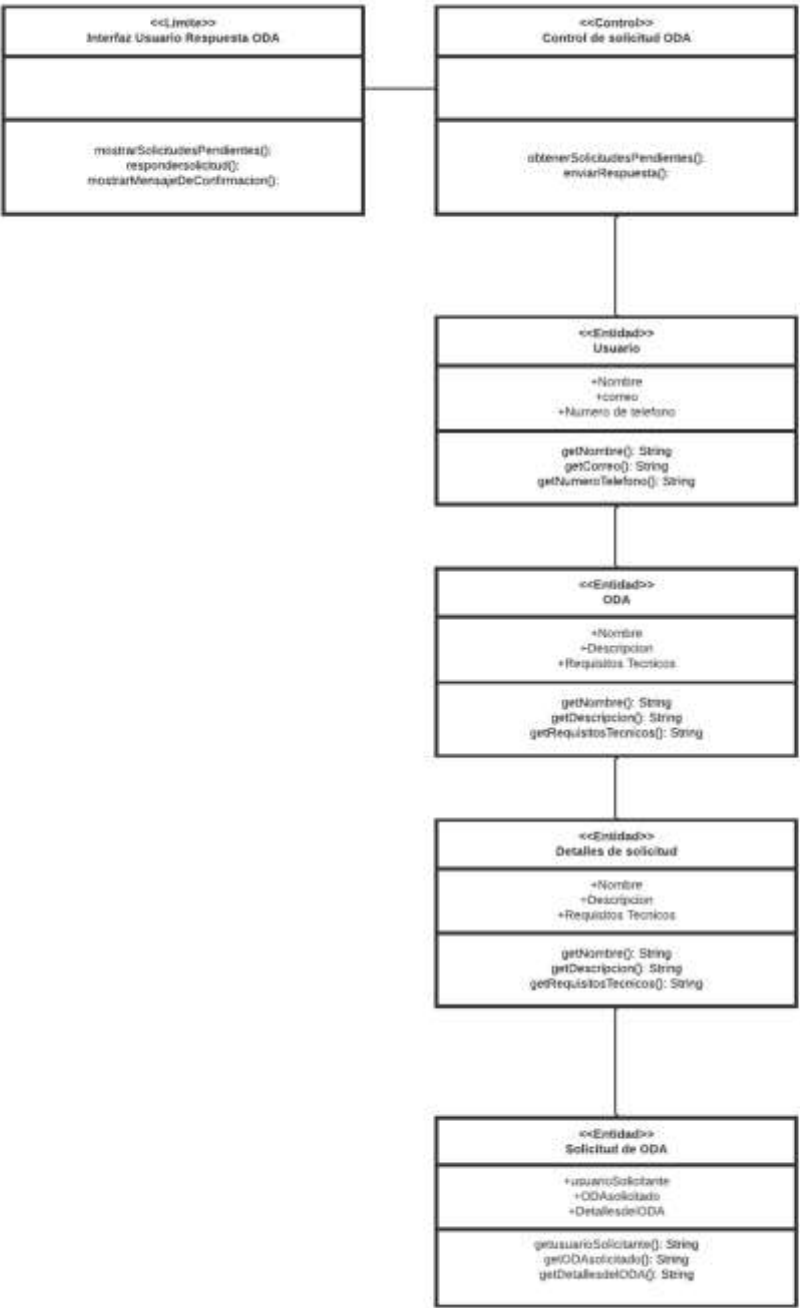 <<Limite>>
Interfaz Usuario Respuesta ODA
mostrarSolicitudesPendientes():
respondersolicitud():
mostrarMensajeDeConfirmacion():
<<Control>>
Control de solicitud ODA
obtenerSolicitudesPendientes():
enviarRespuesta():
<<Entidad>>
Usuario
+Nombre
+correo
+Numero de telefono
getNombre(): String
getCorreo(): String
getNumeroTelefono(): String
<<Entidad>>
ODA
+Nombre
+Descripcion
+Requisitos Tecnicos
getNombre(): String
getDescripcion(): String
getRequisitosTecnicos(): String
<<Entidad>>
Detalles de solicitud
+Nombre
+Descripcion
+Requisitos Tecnicos
getNombre(): String
getDescripcion(): String
getRequisitosTecnicos(): String
<<Entidad>>
Solicitud de ODA
+usuarioSolicitante
+ODAsolicitado
+DetallesdelODA
getusuarioSolicitante(): String
getODAsolicitado(): String
getDetallesdelODA(): String